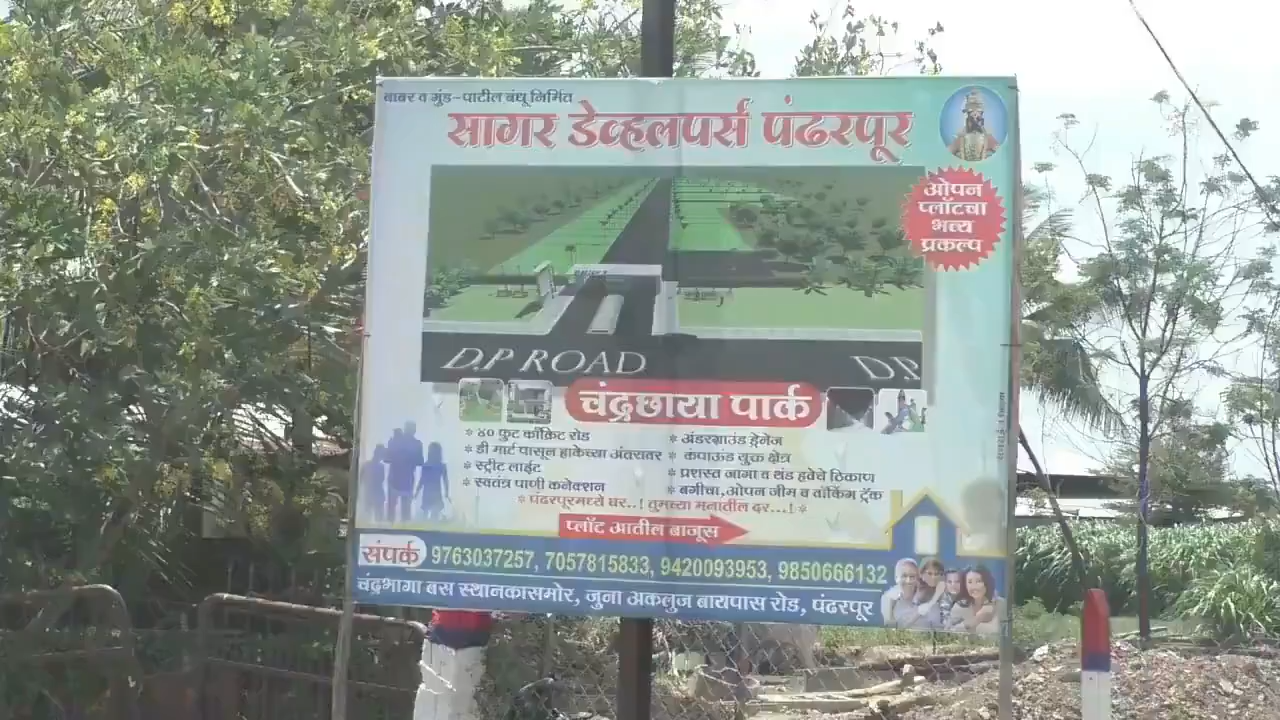 बाबर व मुंड-पाटील बंधू निर्मित
सागर डेव्हलपर्स पंढरपूर
ओपन
प्लॉटचा
भव्य
प्रकल्प
D.P ROAD
D.P.
चंद्रछाया पार्क
* ४० फुट काँक्रिट रोड
* डी मार्ट पासून हाकेच्या अंतरावर
* स्ट्रीट लाईट
* स्वतंत्र पाणी कनेक्शन
* अंडरग्राउंड ड्रेनेज
* कंपाऊंड युक्त क्षेत्र
* प्रशस्त जागा व थंड हवेचे ठिकाण
* बगीचा, ओपन जीम व वॉकिंग ट्रॅक
* पंढरपूरमध्ये घर...! तुमच्या मनातील दर...! *
प्लॉट आतील बाजूस
संपर्क 9763037257, 7057815833, 9420093953, 9850666132
चंद्रभागा बस स्थानकासमोर, जुना अकलुज बायपास रोड, पंढरपूर